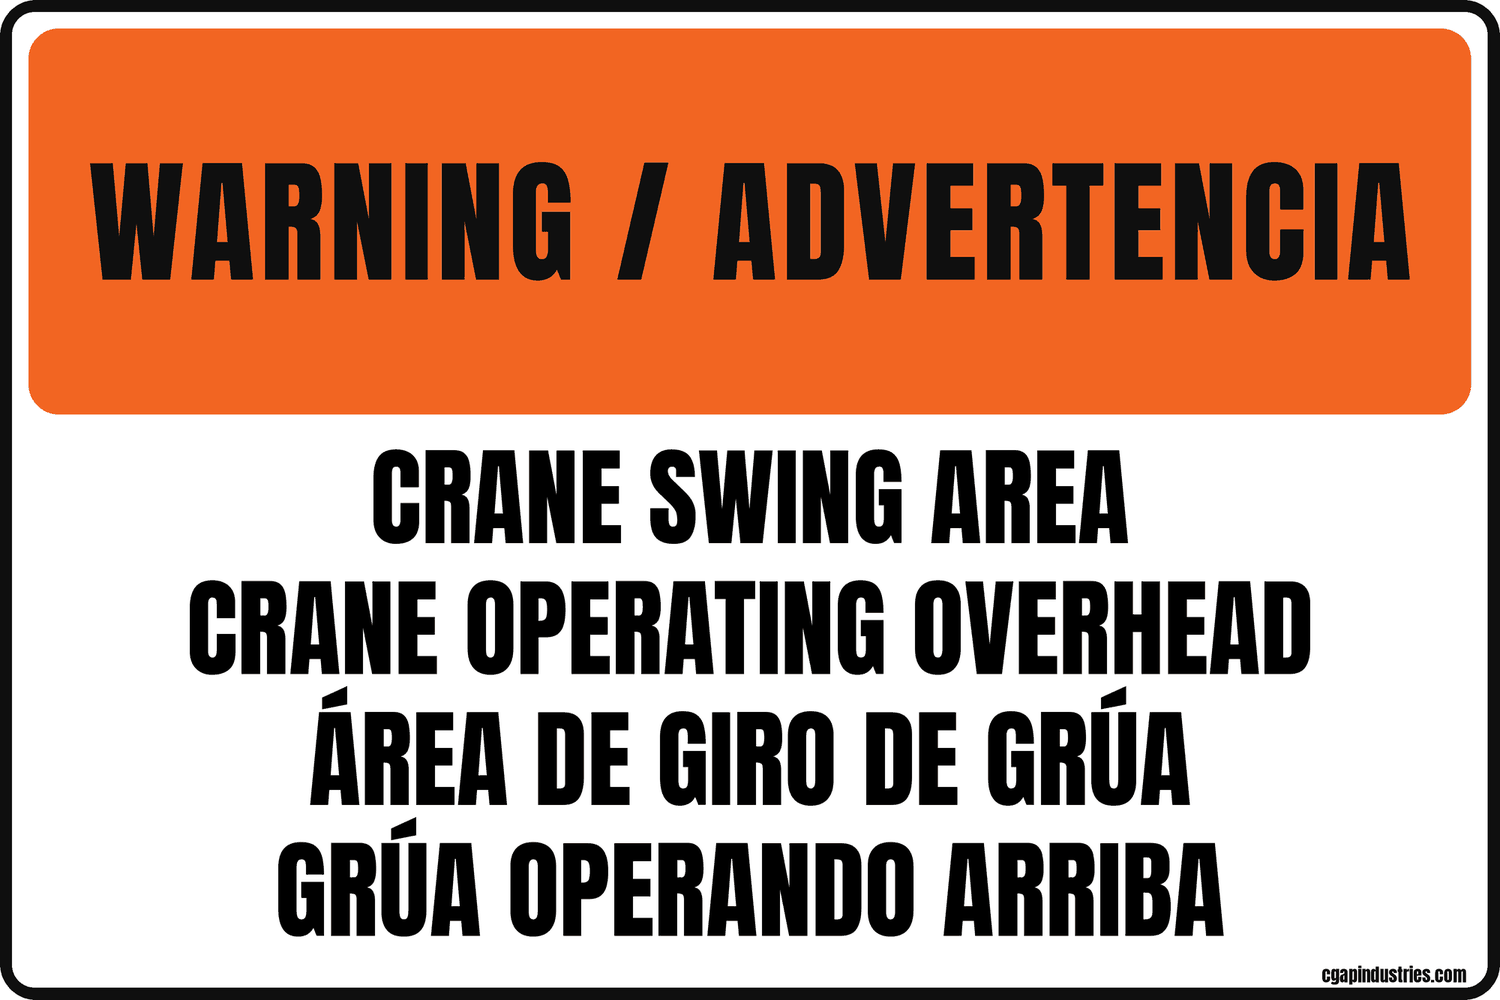 WARNING / ADVERTENCIA
CRANE SWING AREA
CRANE OPERATING OVERHEAD
ÁREA DE GIRO DE GRÚA
GRÚA OPERANDO ARRIBA
cgapindustries.com